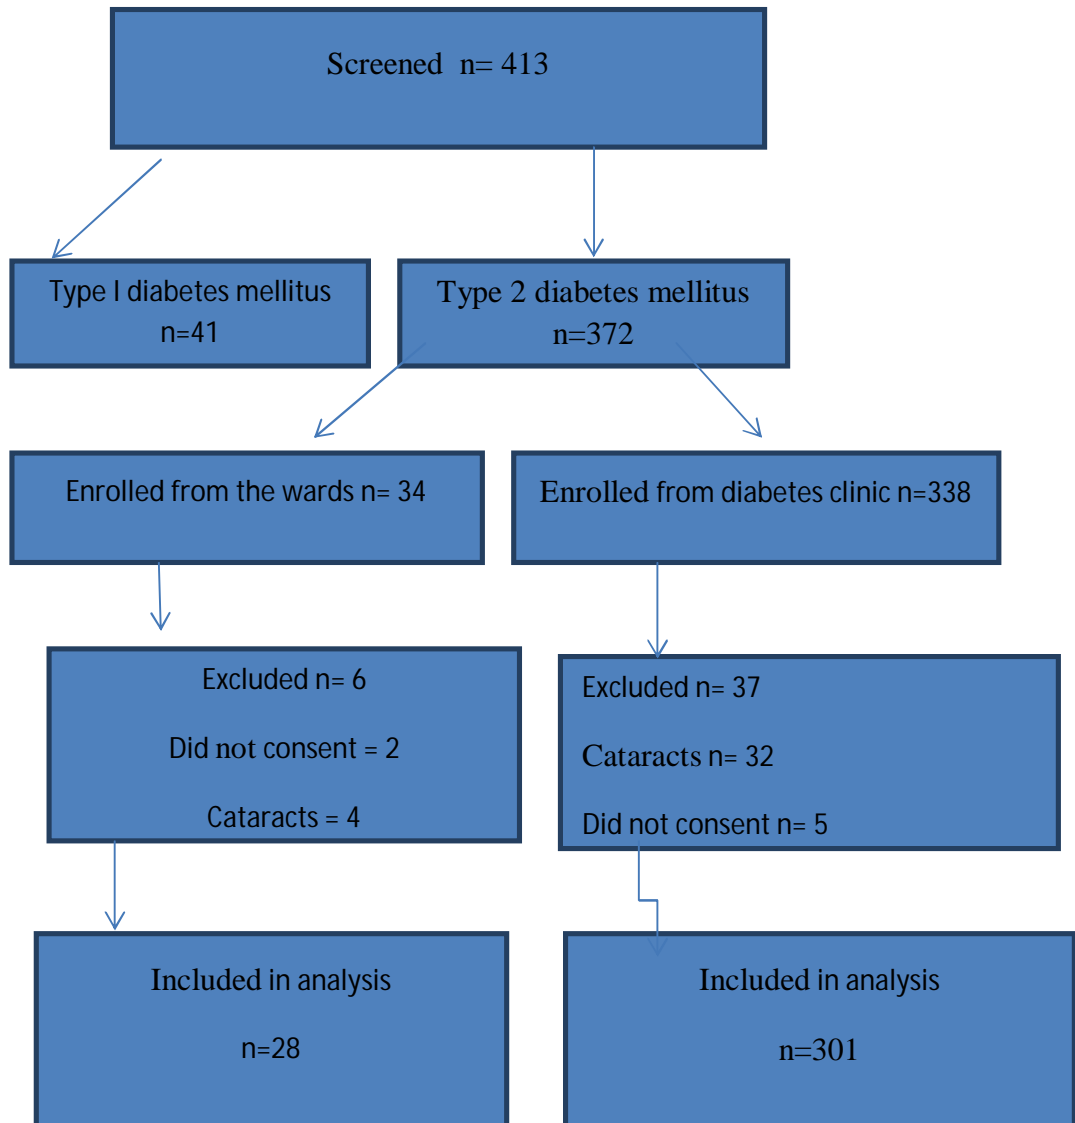 Screened n= 413
Type I diabetes mellitus
n=41
Type 2 diabetes mellitus
n=372
Enrolled from the wards n= 34
Enrolled from diabetes clinic n=338
Excluded n= 6
Did not consent = 2
Cataracts = 4
Excluded n= 37
Cataracts n= 32
Did not consent n= 5
Included in analysis
n=28
Included in analysis
n=301